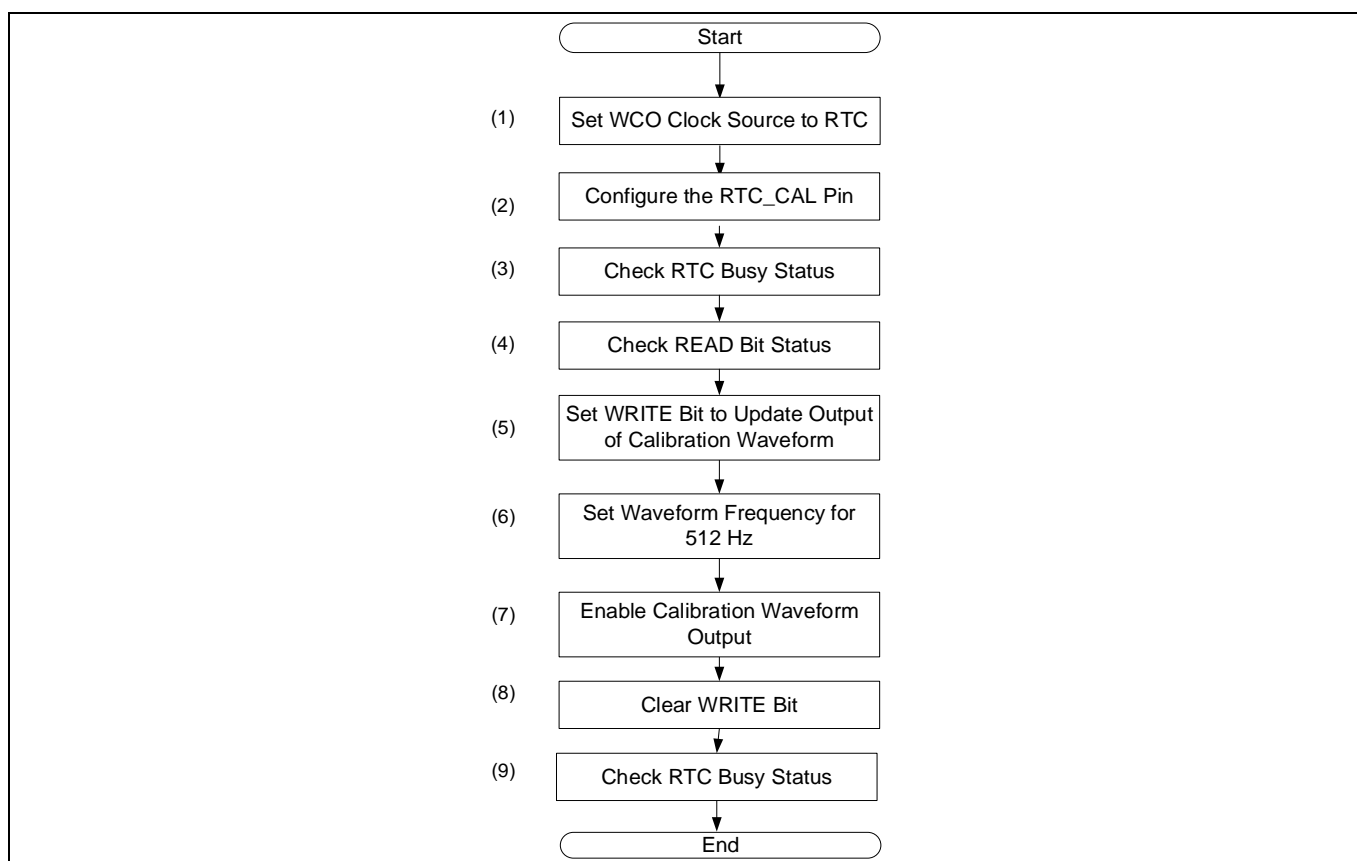 Start
(1) Set WCO Clock Source to RTC
(2) Configure the RTC_CAL Pin
(3) Check RTC Busy Status
(4) Check READ Bit Status
(5) Set WRITE Bit to Update Output
of Calibration Waveform
(6) Set Waveform Frequency for
512 Hz
(7) Enable Calibration Waveform
Output
(8) Clear WRITE Bit
(9) Check RTC Busy Status
End